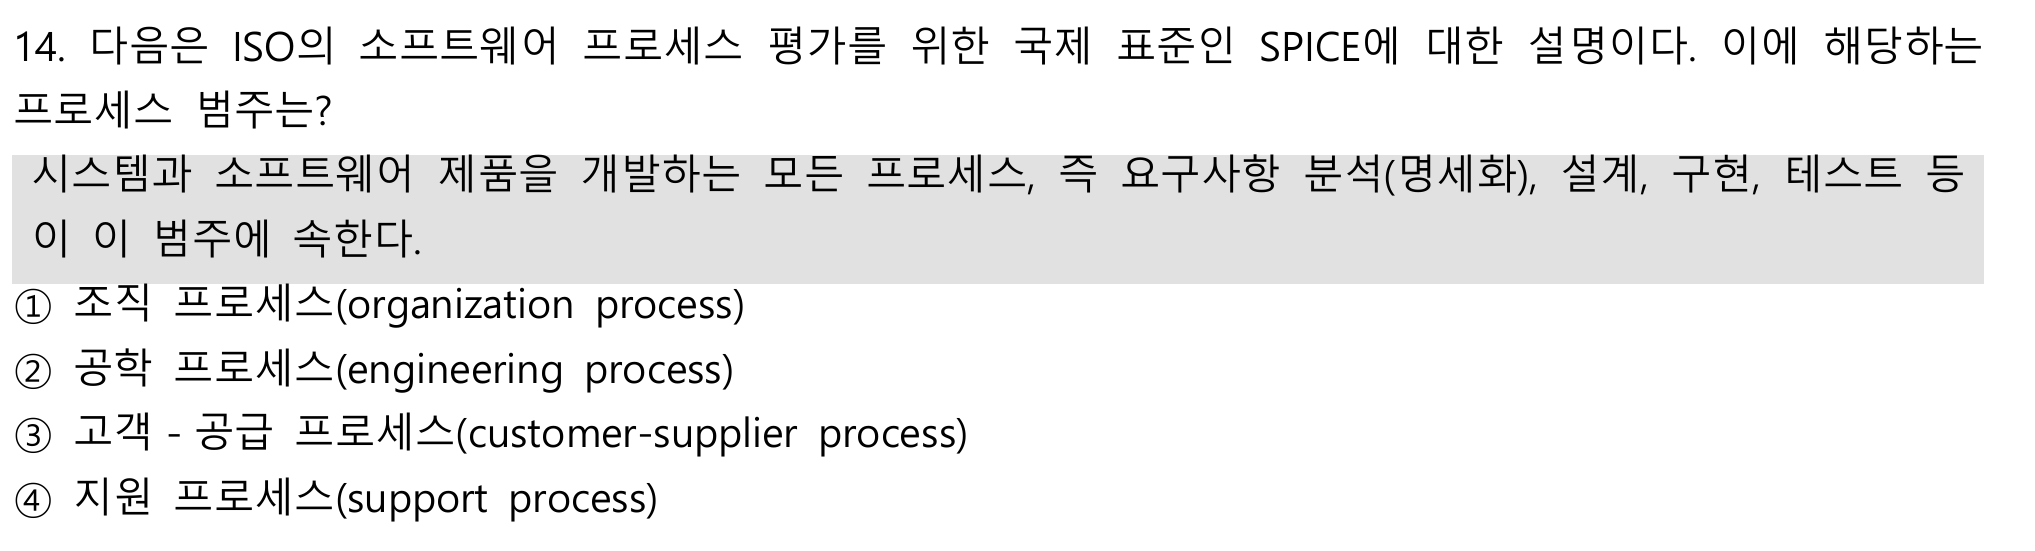 14. 다음은 ISO의 소프트웨어 프로세스 평가를 위한 국제 표준인 SPICE에 대한 설명이다. 이에 해당하는
프로세스 범주는?
시스템과 소프트웨어 제품을 개발하는 모든 프로세스, 즉 요구사항 분석(명세화), 설계, 구현, 테스트 등
이 이 범주에 속한다.
① 조직 프로세스(organization process)
② 공학 프로세스(engineering process)
③ 고객 - 공급 프로세스(customer-supplier process)
④ 지원 프로세스(support process)